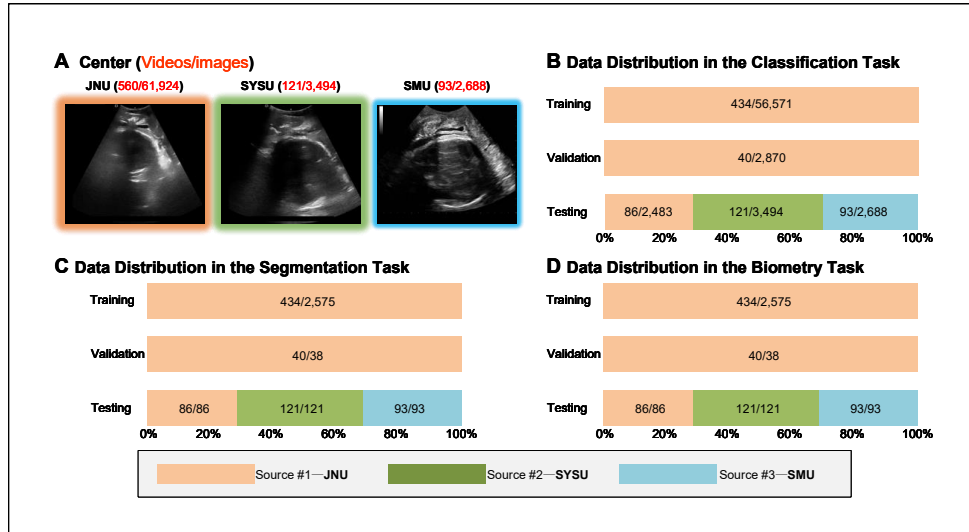 A Center (Videos/images)
JNU (560/61,924)
SYSU (121/3,494)
SMU (93/2,688)
B Data Distribution in the Classification Task
Training
434/56,571
Validation
40/2,870
Testing
86/2,483
121/3,494
93/2,688
0% 20% 40% 60% 80% 100%
C Data Distribution in the Segmentation Task
Training
434/2,575
Validation
40/38
Testing
86/86
121/121
93/93
0% 20% 40% 60% 80% 100%
D Data Distribution in the Biometry Task
Training
434/2,575
Validation
40/38
Testing
86/86
121/121
93/93
0% 20% 40% 60% 80% 100%
Source #1—JNU
Source #2—SYSU
Source #3—SMU